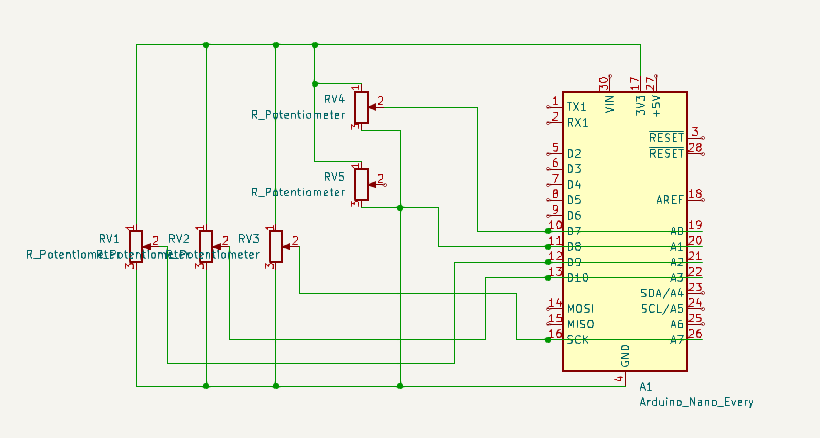 30
17
27
VIN
3V3
+5V
1
RV4
2
R_Potentiometer
3
1
TX1
2
RX1
RESET
3
RESET
28
5
D2
6
D3
7
D4
8
D5
9
D6
AREF
18
1
RV5
2
R_Potentiometer
3
10
D7
A0
19
11
D8
A1
20
12
D9
A2
21
13
D10
A3
22
SDA/A4
23
14
MOSI
SCL/A5
24
15
MISO
A6
25
16
SCK
A7
26
1
RV1
2
R_Potentiometer
3
1
RV2
2
R_Potentiometer
3
1
RV3
2
R_Potentiometer
3
GND
4
A1
Arduino_Nano_Every